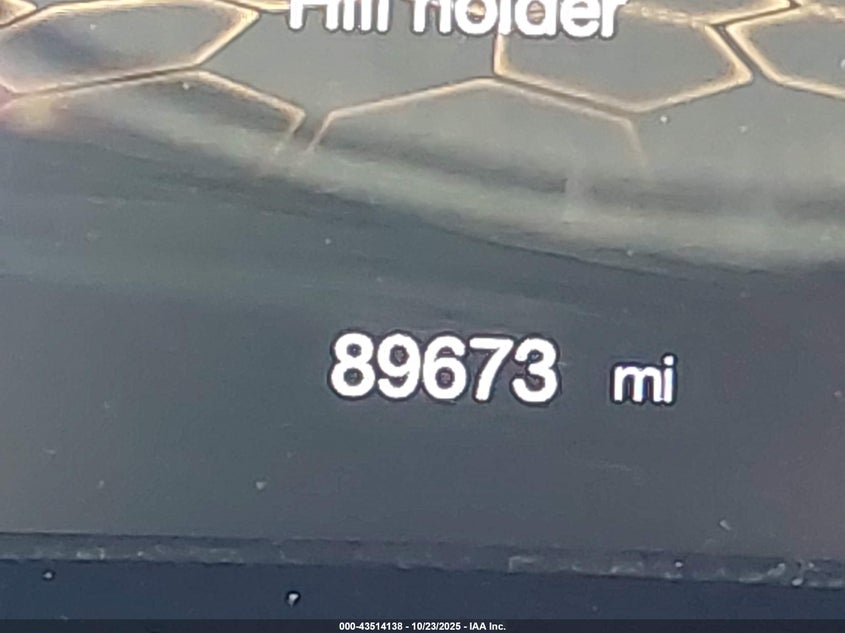 Hill holder
89673 mi
000-43514138 - 10/23/2025 - IAA Inc.